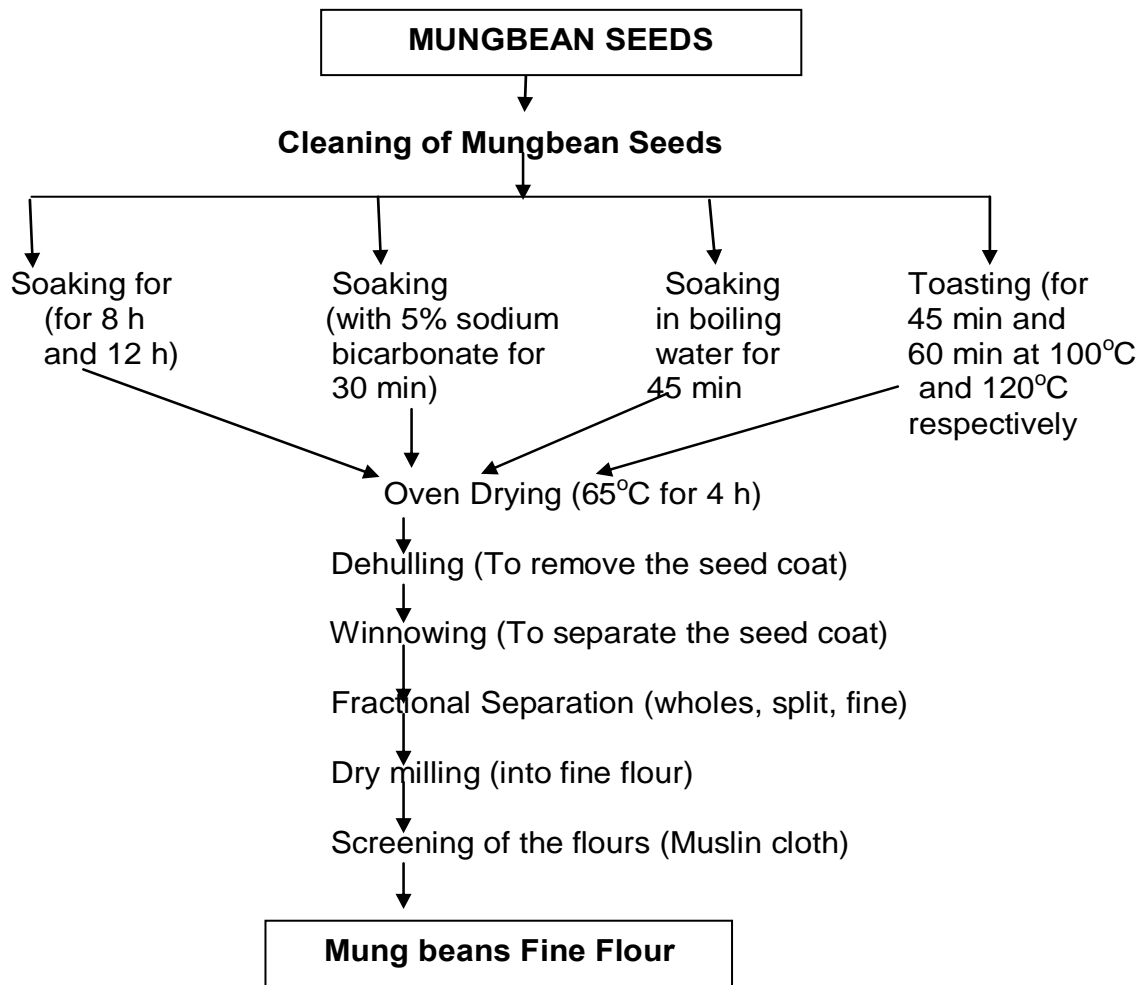 MUNGBEAN SEEDS
Cleaning of Mungbean Seeds
Soaking for
(for 8 h
and 12 h)
Soaking
(with 5% sodium
bicarbonate for
30 min)
Soaking
in boiling
water for
45 min
Toasting (for
45 min and
60 min at 100°C
and 120°C
respectively
Oven Drying (65°C for 4 h)
Dehulling (To remove the seed coat)
Winnowing (To separate the seed coat)
Fractional Separation (wholes, split, fine)
Dry milling (into fine flour)
Screening of the flours (Muslin cloth)
Mung beans Fine Flour